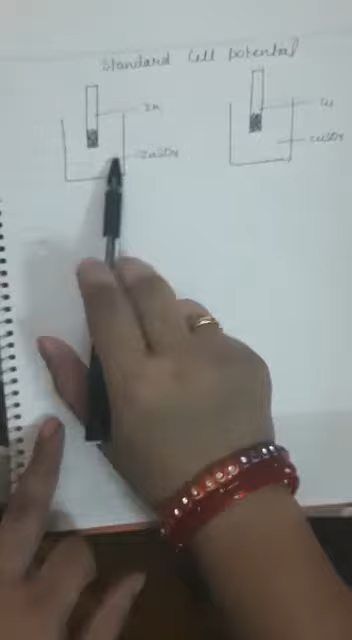 Standard Cell Potential
Zn
Cu
ZnSO4
CuSO4